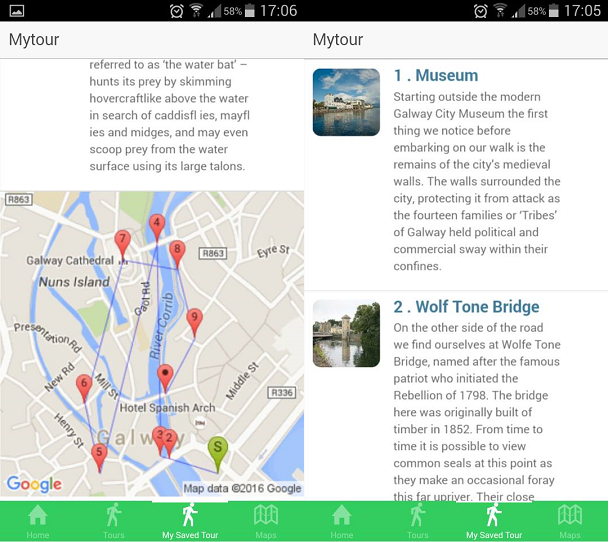 58% 17:06
Mytour
referred to as 'the water bat' –
hunts its prey by skimming
hovercraftlike above the water
in search of caddisfl ies, mayfl
ies and midges, and may even
scoop prey from the water
surface using its large talons.
R863
4
7
8
R863
Eyre St
Galway Cathedral
Nuns Island
Gaol Rd
River Corrib
9
Presentation Rd
New Rd
Mill St
Middle St
6
R336
Hotel Spanish Arch
Henry St
Galway
3
2
5
S
Google
Map data ©2016 Google
Home
Tours
My Saved Tour
Maps
58% 17:05
Mytour
1 . Museum
Starting outside the modern
Galway City Museum the first
thing we notice before
embarking on our walk is the
remains of the city's medieval
walls. The walls surrounded the
city, protecting it from attack as
the fourteen families or 'Tribes'
of Galway held political and
commercial sway within their
confines.
2 . Wolf Tone Bridge
On the other side of the road
we find ourselves at Wolfe Tone
Bridge, named after the famous
patriot who initiated the
Rebellion of 1798. The bridge
here was originally built of
timber in 1852. From time to
time it is possible to view
common seals at this point as
they make an occasional foray
this far upriver. Their close
Home
Tours
My Saved Tour
Maps